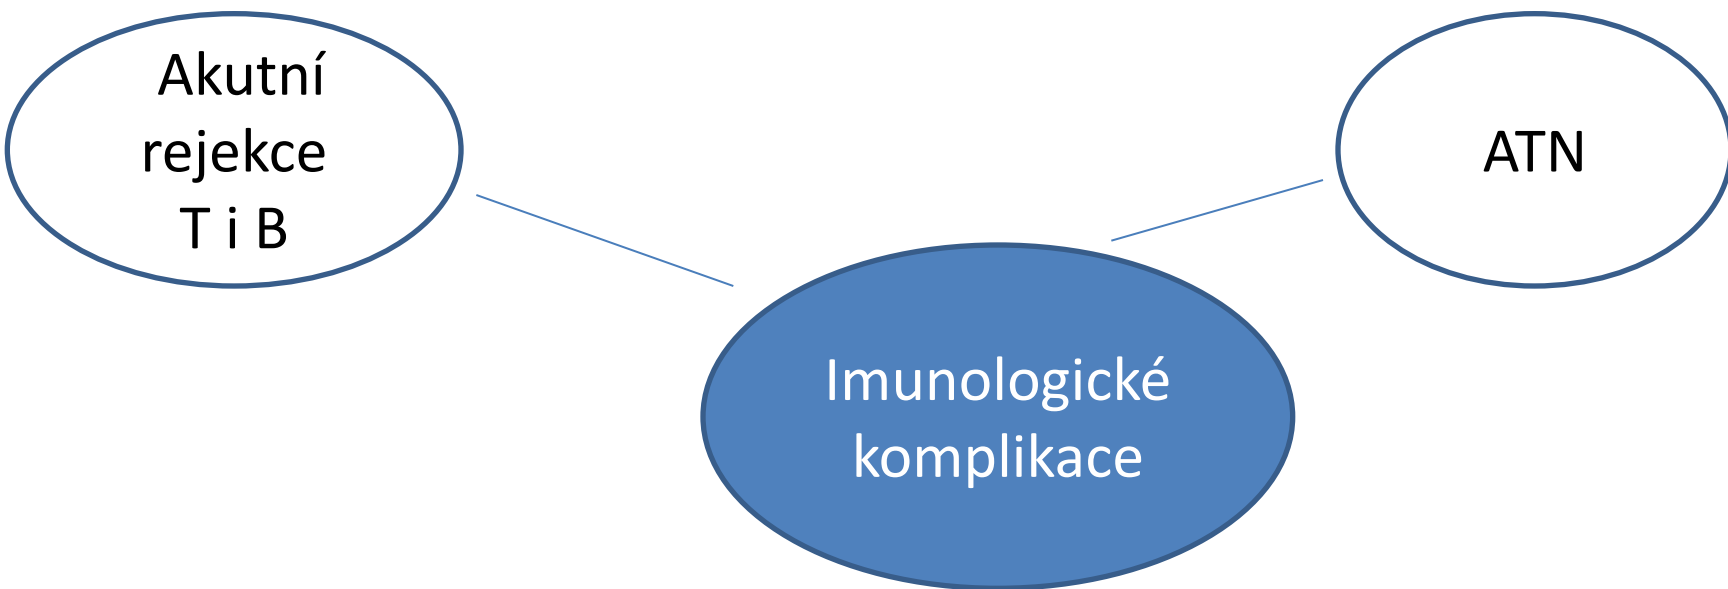 Akutní
rejekce
T i B
ATN
Imunologické
komplikace